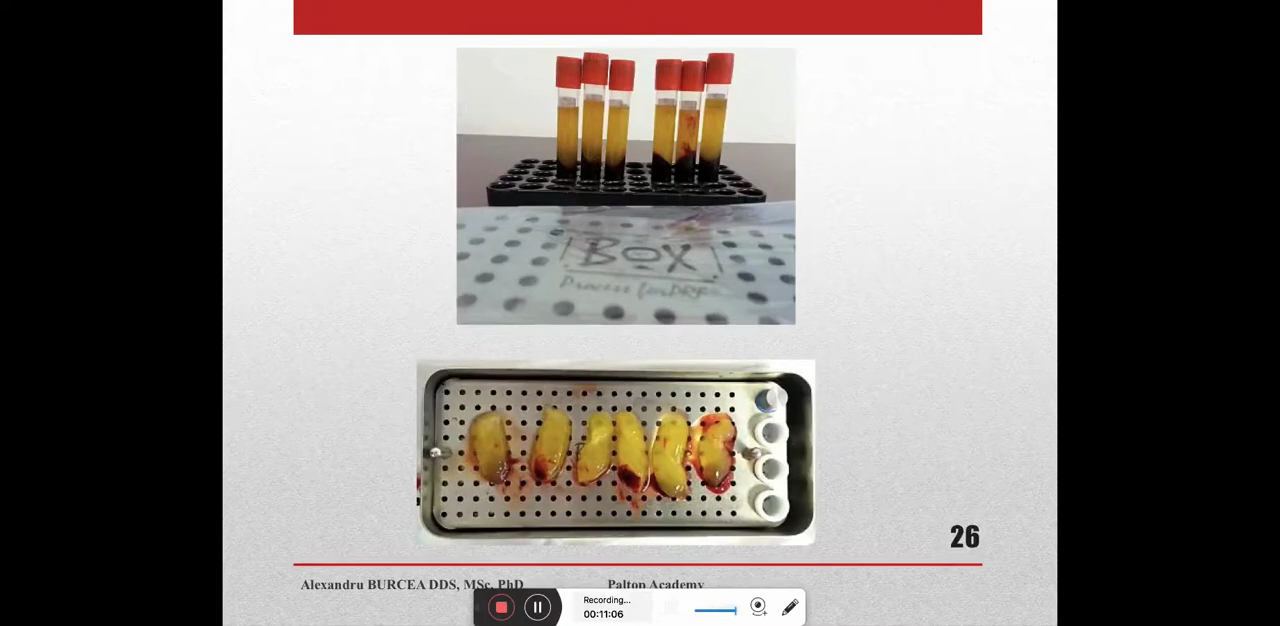 BOX
Process for PRF
26
Alexandru BURCEA DDS, MSc, PhD
Palton Academy
Recording...
00:11:06